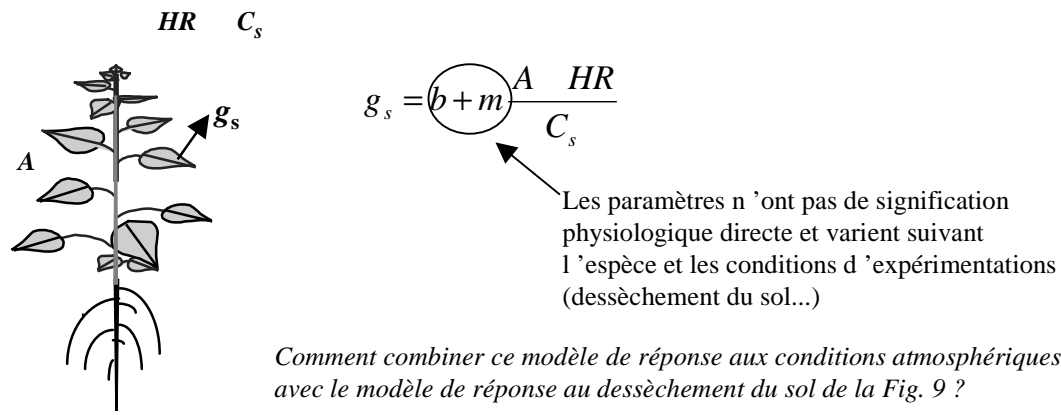 HR C_s
g_s = b + m A HR / C_s
g_s
A
Les paramètres n 'ont pas de signification
physiologique directe et varient suivant
l 'espèce et les conditions d 'expérimentations
(dessèchement du sol...)
Comment combiner ce modèle de réponse aux conditions atmosphériques
avec le modèle de réponse au dessèchement du sol de la Fig. 9 ?